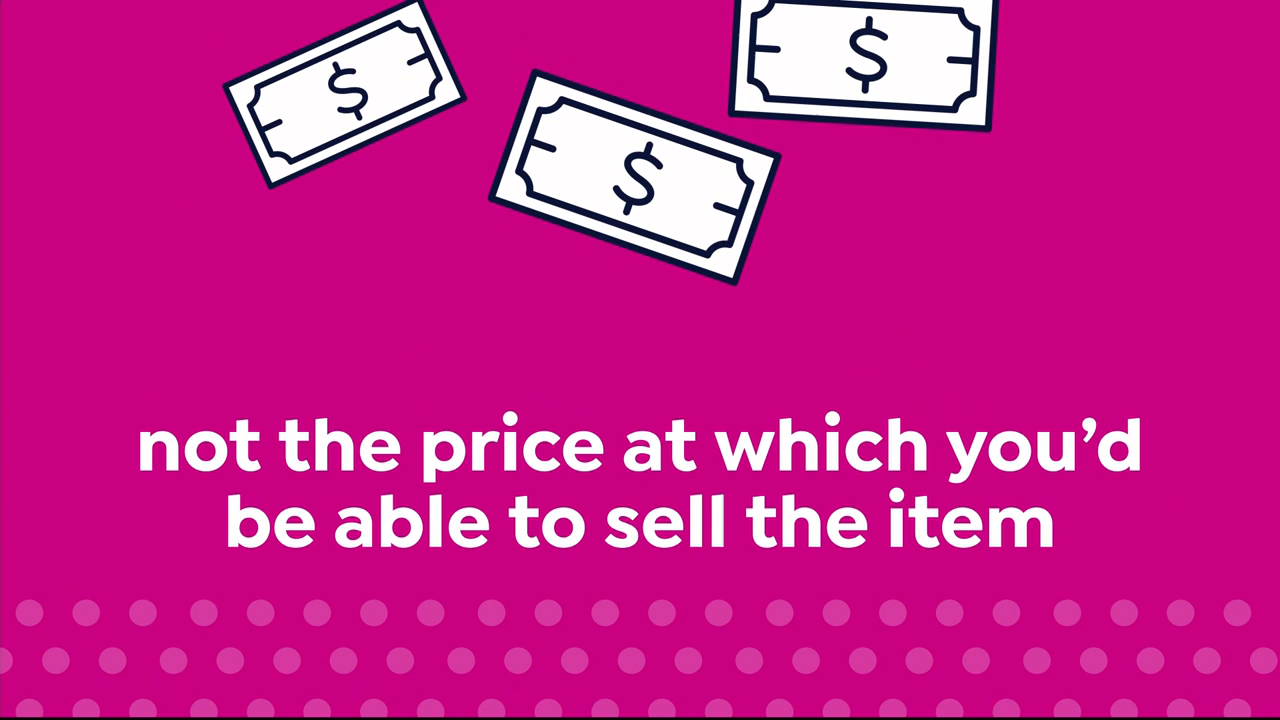 $
$
$
not the price at which you’d
be able to sell the item